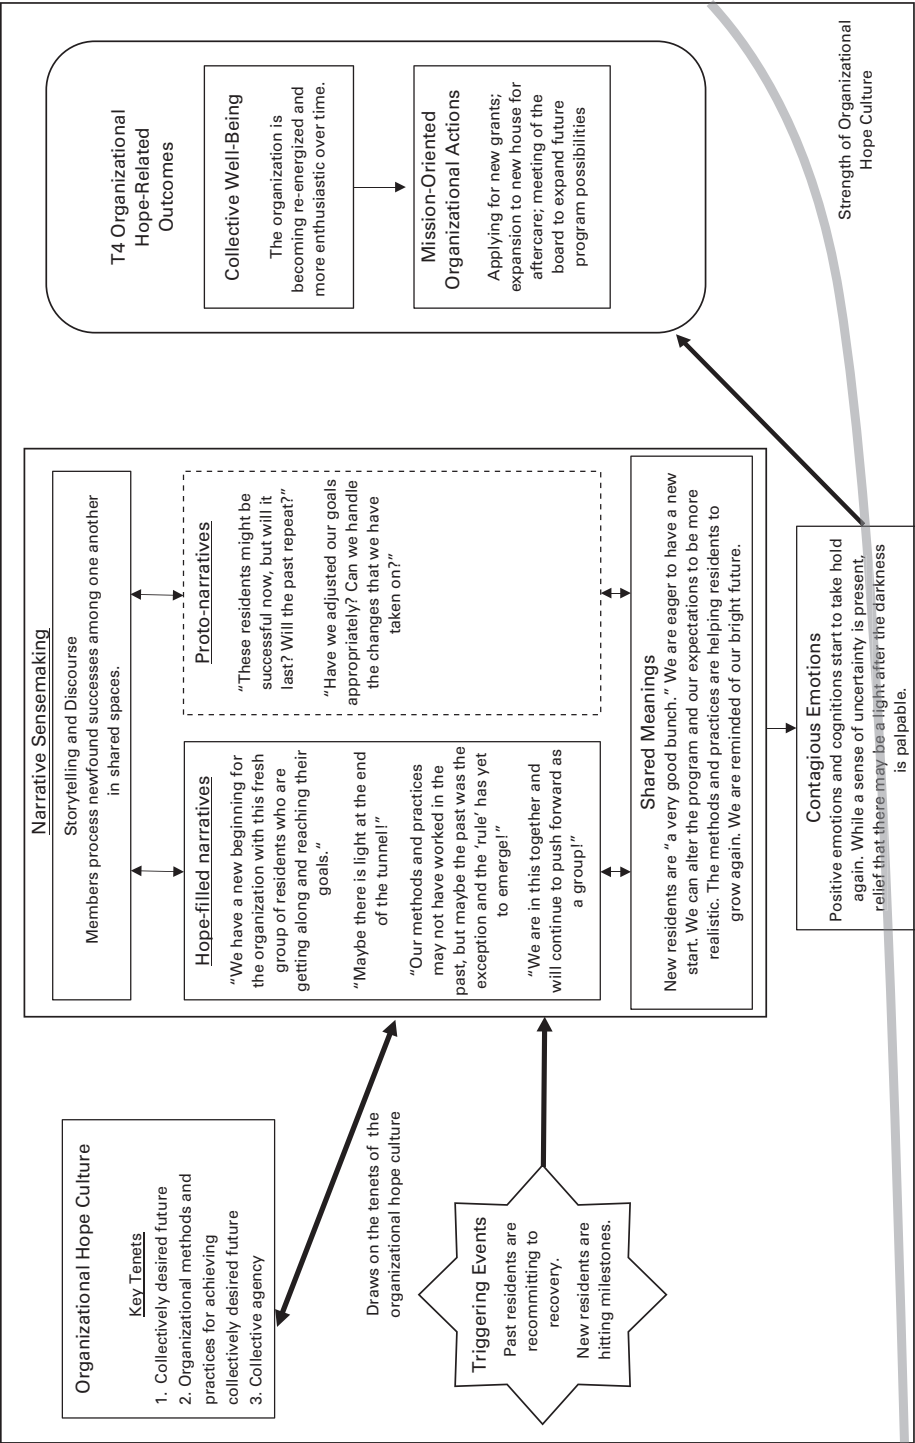 Organizational Hope Culture
Key Tenets
1. Collectively desired future
2. Organizational methods and
practices for achieving
collectively desired future
3. Collective agency
Draws on the tenets of the
organizational hope culture
Triggering Events
Past residents are
recommitting to
recovery.
New residents are
hitting milestones.
Narrative Sensemaking
Storytelling and Discourse
Members process newfound successes among one another
in shared spaces.
Hope-filled narratives
“We have a new beginning for
the organization with this fresh
group of residents who are
getting along and reaching their
goals.”
“Maybe there is light at the end
of the tunnel!”
“Our methods and practices
may not have worked in the
past, but maybe the past was the
exception and the ‘rule’ has yet
to emerge!”
“We are in this together and
will continue to push forward as
a group!”
Proto-narratives
“These residents might be
successful now, but will it
last? Will the past repeat?”
“Have we adjusted our goals
appropriately? Can we handle
the changes that we have
taken on?”
Shared Meanings
New residents are “a very good bunch.” We are eager to have a new
start. We can alter the program and our expectations to be more
realistic. The methods and practices are helping residents to
grow again. We are reminded of our bright future.
Contagious Emotions
Positive emotions and cognitions start to take hold
again. While a sense of uncertainty is present,
relief that there may be a light after the darkness
is palpable.
T4 Organizational
Hope-Related
Outcomes
Collective Well-Being
The organization is
becoming re-energized and
more enthusiastic over time.
Mission-Oriented
Organizational Actions
Applying for new grants;
expansion to new house for
aftercare; meeting of the
board to expand future
program possibilities
Strength of Organizational
Hope Culture